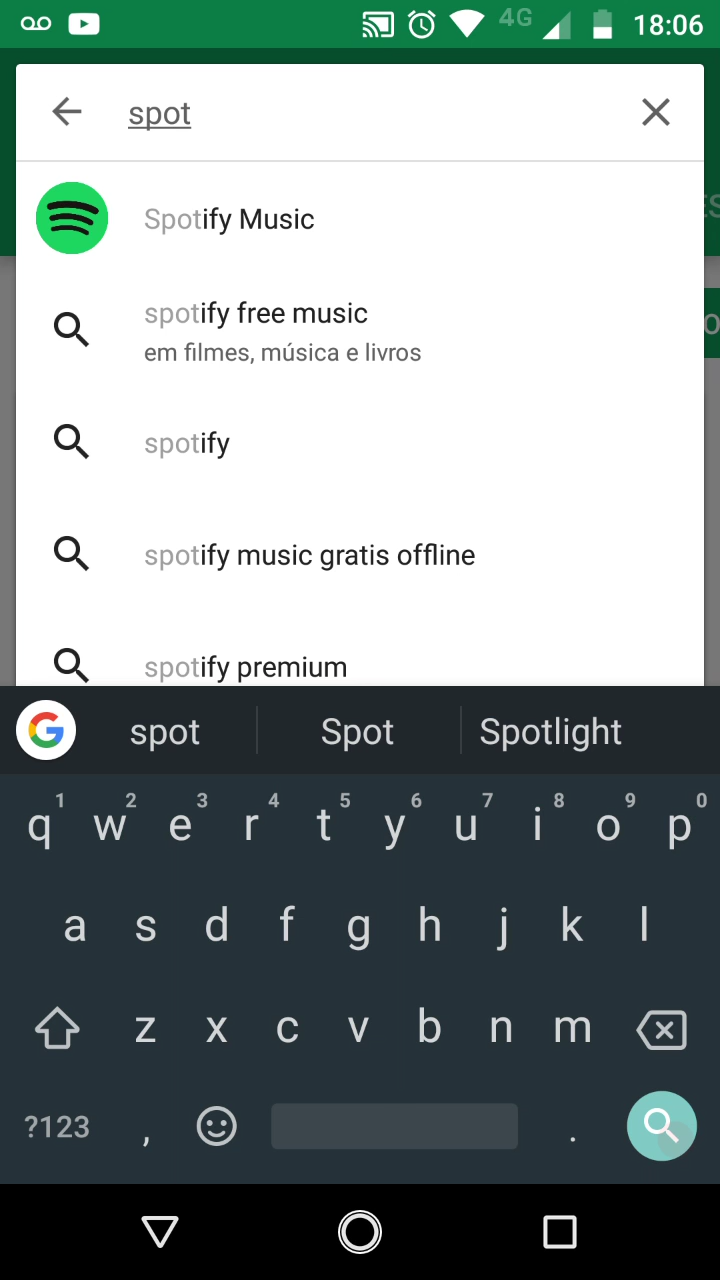 4G 18:06
spot
Spotify Music
spotify free music
em filmes, música e livros
spotify
spotify music gratis offline
spotify premium
spot Spot Spotlight
1 2 3 4 5 6 7 8 9 0
q w e r t y u i o p
a s d f g h j k l
z x c v b n m
?123 , .